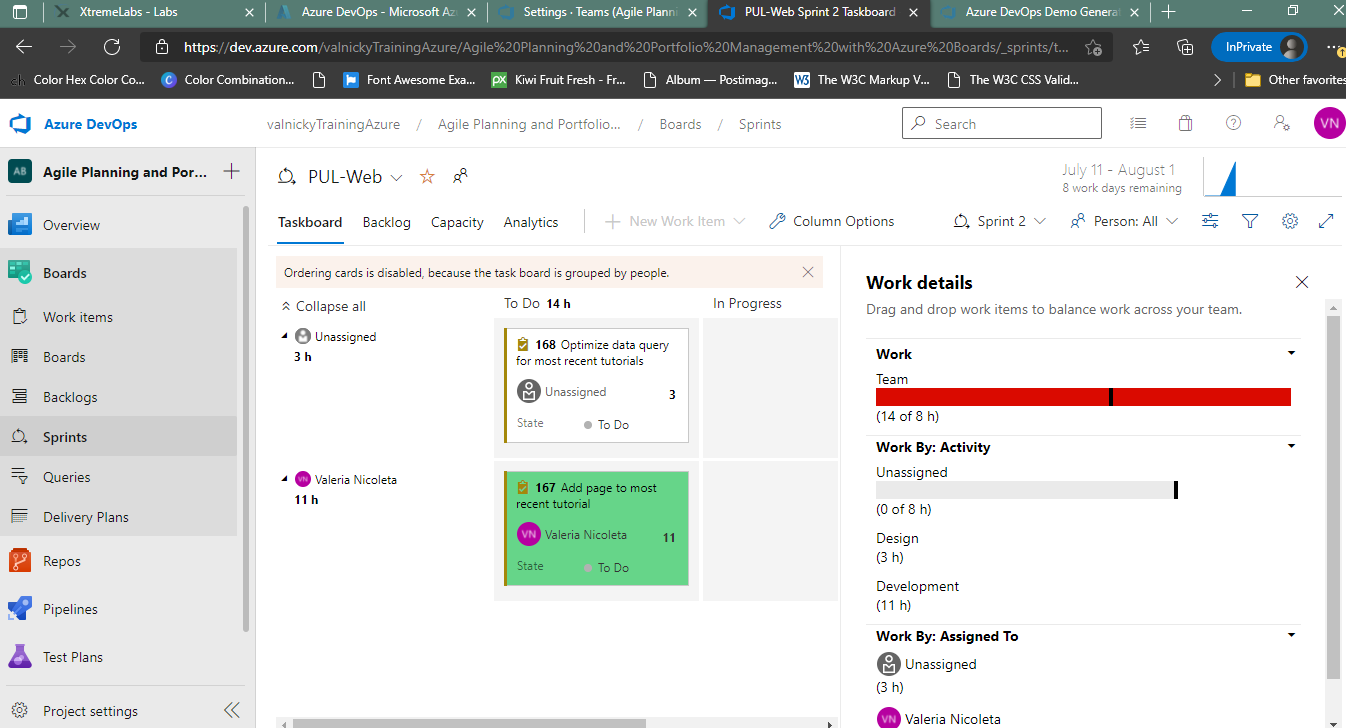 XtremeLabs - Labs
Azure DevOps - Microsoft Az
Settings · Teams (Agile Planni
PUL-Web Sprint 2 Taskboard
Azure DevOps Demo Genera
https://dev.azure.com/valnickyTrainingAzure/Agile%20Planning%20and%20Portfolio%20Management%20with%20Azure%20Boards/_sprints/t...
InPrivate
ch Color Hex Color Co...
Color Combination...
Font Awesome Exa...
px Kiwi Fruit Fresh - Fr...
Album — Postimag...
W3 The W3C Markup V...
The W3C CSS Valid...
Other favorites
Azure DevOps
valnickyTrainingAzure / Agile Planning and Portfolio... / Boards / Sprints
Search
VN
AB Agile Planning and Por...
Overview
Boards
Work items
Boards
Backlogs
Sprints
Queries
Delivery Plans
Repos
Pipelines
Test Plans
Project settings
PUL-Web
July 11 - August 1
8 work days remaining
Taskboard Backlog Capacity Analytics
New Work Item
Column Options
Sprint 2
Person: All
Ordering cards is disabled, because the task board is grouped by people.
Collapse all
To Do 14 h
In Progress
Unassigned
3 h
168 Optimize data query
for most recent tutorials
Unassigned
3
State To Do
VN Valeria Nicoleta
11 h
167 Add page to most
recent tutorial
VN Valeria Nicoleta
11
State To Do
Work details
Drag and drop work items to balance work across your team.
Work
Team
(14 of 8 h)
Work By: Activity
Unassigned
(0 of 8 h)
Design
(3 h)
Development
(11 h)
Work By: Assigned To
Unassigned
(3 h)
VN Valeria Nicoleta